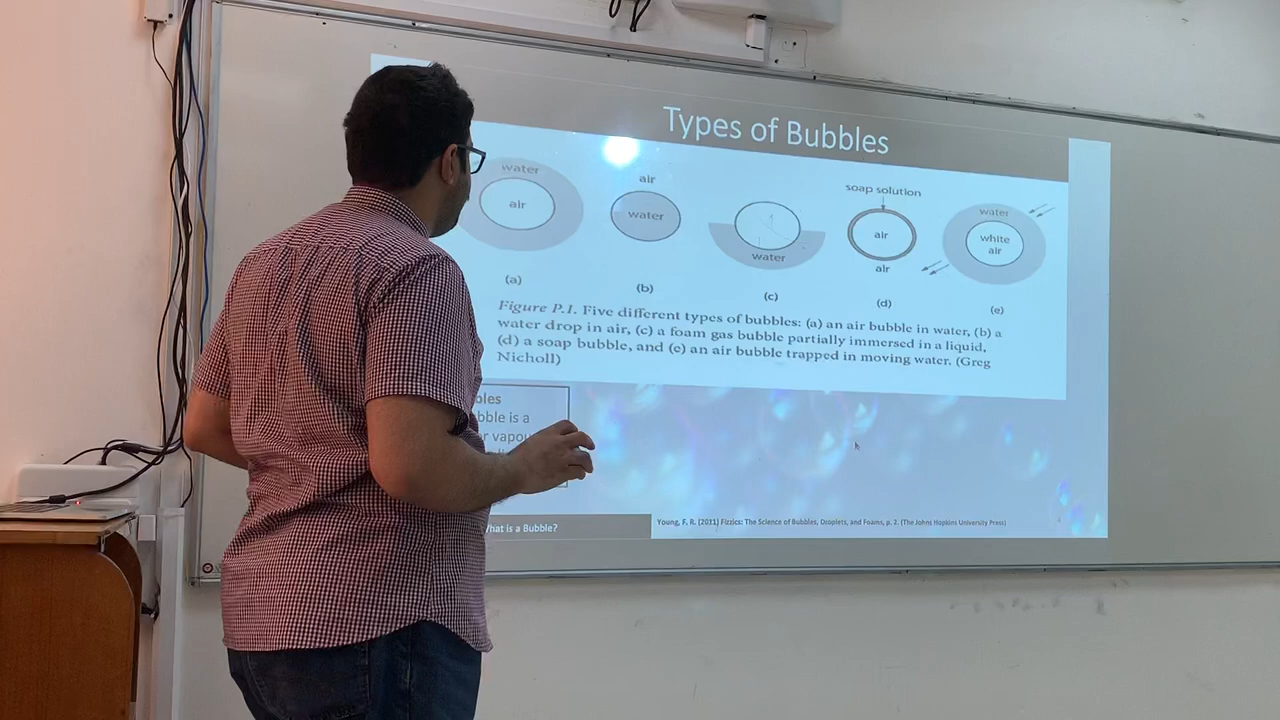 Types of Bubbles
water
air
air
water
water
soap solution
air
air
water
white
air
(a)
(b)
(c)
(d)
(e)
Figure P.1. Five different types of bubbles: (a) an air bubble in water, (b) a
water drop in air, (c) a foam gas bubble partially immersed in a liquid,
(d) a soap bubble, and (e) an air bubble trapped in moving water. (Greg
Nicholl)
is a
What is a Bubble?
Young, F. R. (2011) Fizzics: The Science of Bubbles, Droplets, and Foams, p. 2. (The Johns Hopkins University Press)